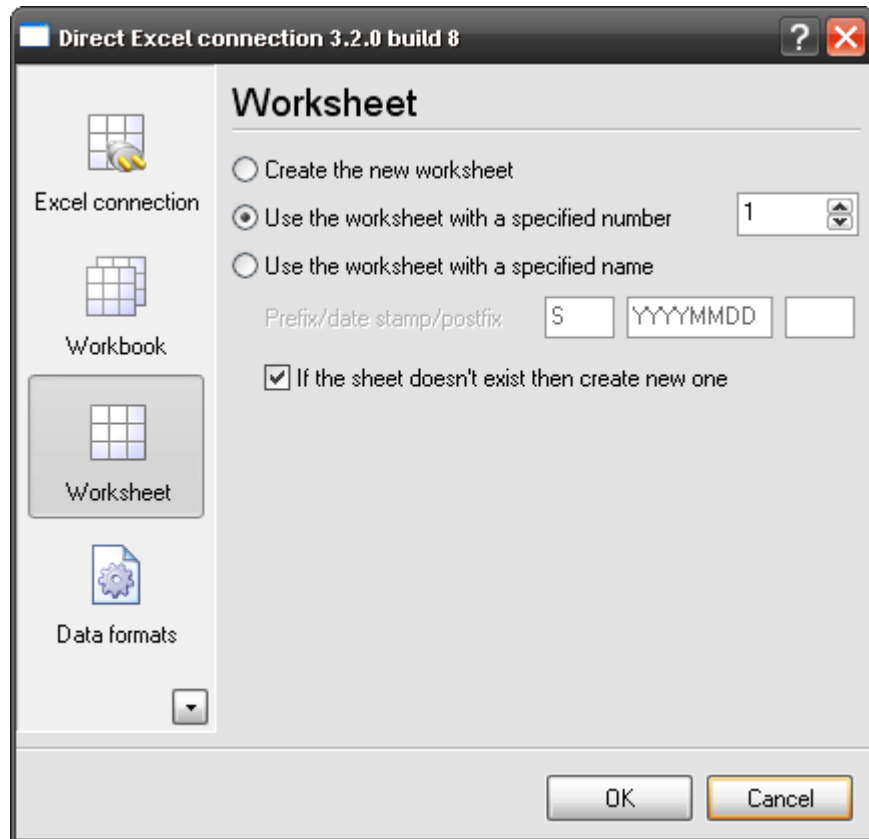 Direct Excel connection 3.2.0 build 8
Excel connection
Workbook
Worksheet
Data formats
Worksheet
Create the new worksheet
Use the worksheet with a specified number 1
Use the worksheet with a specified name
Prefix/date stamp/postfix S YYYYMMDD
If the sheet doesn't exist then create new one
OK Cancel